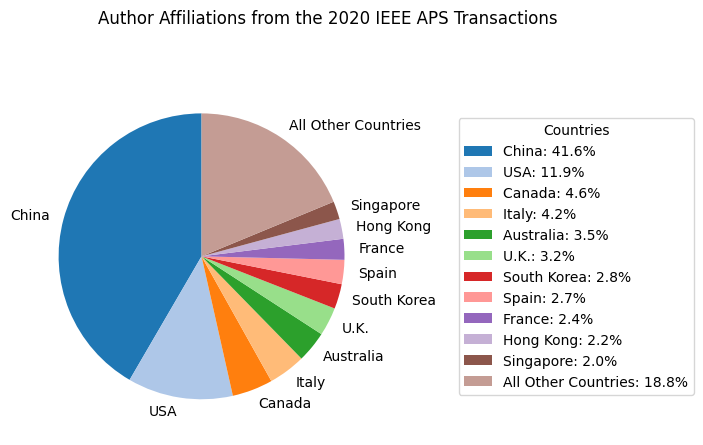 Author Affiliations from the 2020 IEEE APS Transactions
All Other Countries
Singapore
Hong Kong
France
Spain
South Korea
U.K.
Australia
Italy
Canada
USA
China
Countries
China: 41.6%
USA: 11.9%
Canada: 4.6%
Italy: 4.2%
Australia: 3.5%
U.K.: 3.2%
South Korea: 2.8%
Spain: 2.7%
France: 2.4%
Hong Kong: 2.2%
Singapore: 2.0%
All Other Countries: 18.8%